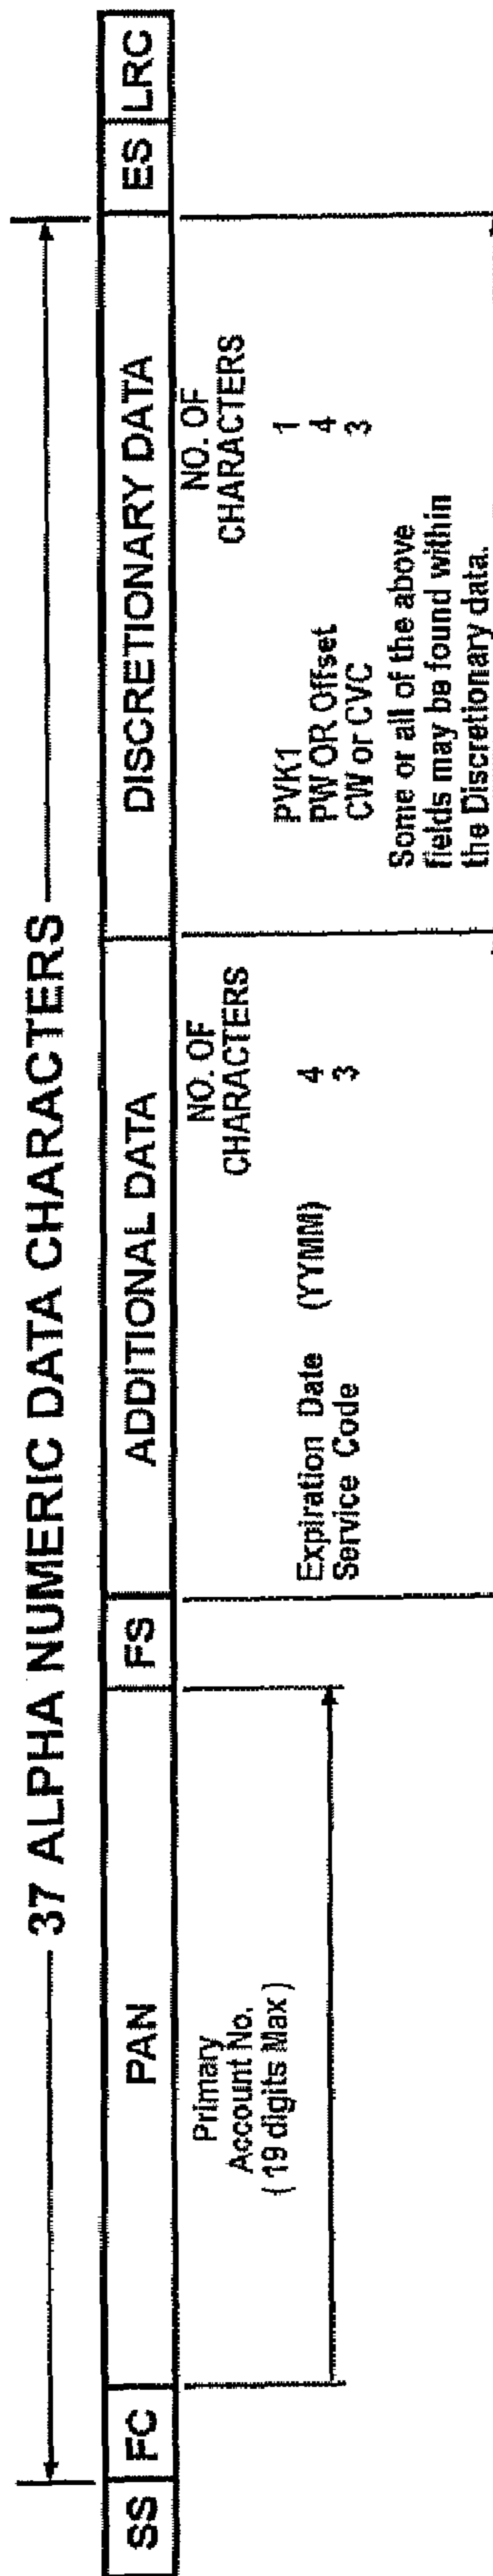 37 ALPHA NUMERIC DATA CHARACTERS
SS FC PAN FS ADDITIONAL DATA DISCRETIONARY DATA ES LRC
Primary
Account No.
( 19 digits Max )
NO. OF
CHARACTERS
Expiration Date (YYMM) 4
Service Code 3
NO. OF
CHARACTERS
PVK1 1
PW OR Offset 4
CW or CVC 3
Some or all of the above
fields may be found within
the Discretionary data.